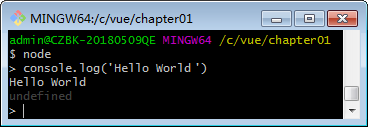 MINGW64:/c/vue/chapter01
admin@CZBK-20180509QE MINGW64 /c/vue/chapter01
$ node
> console.log('Hello World')
Hello World
undefined
>